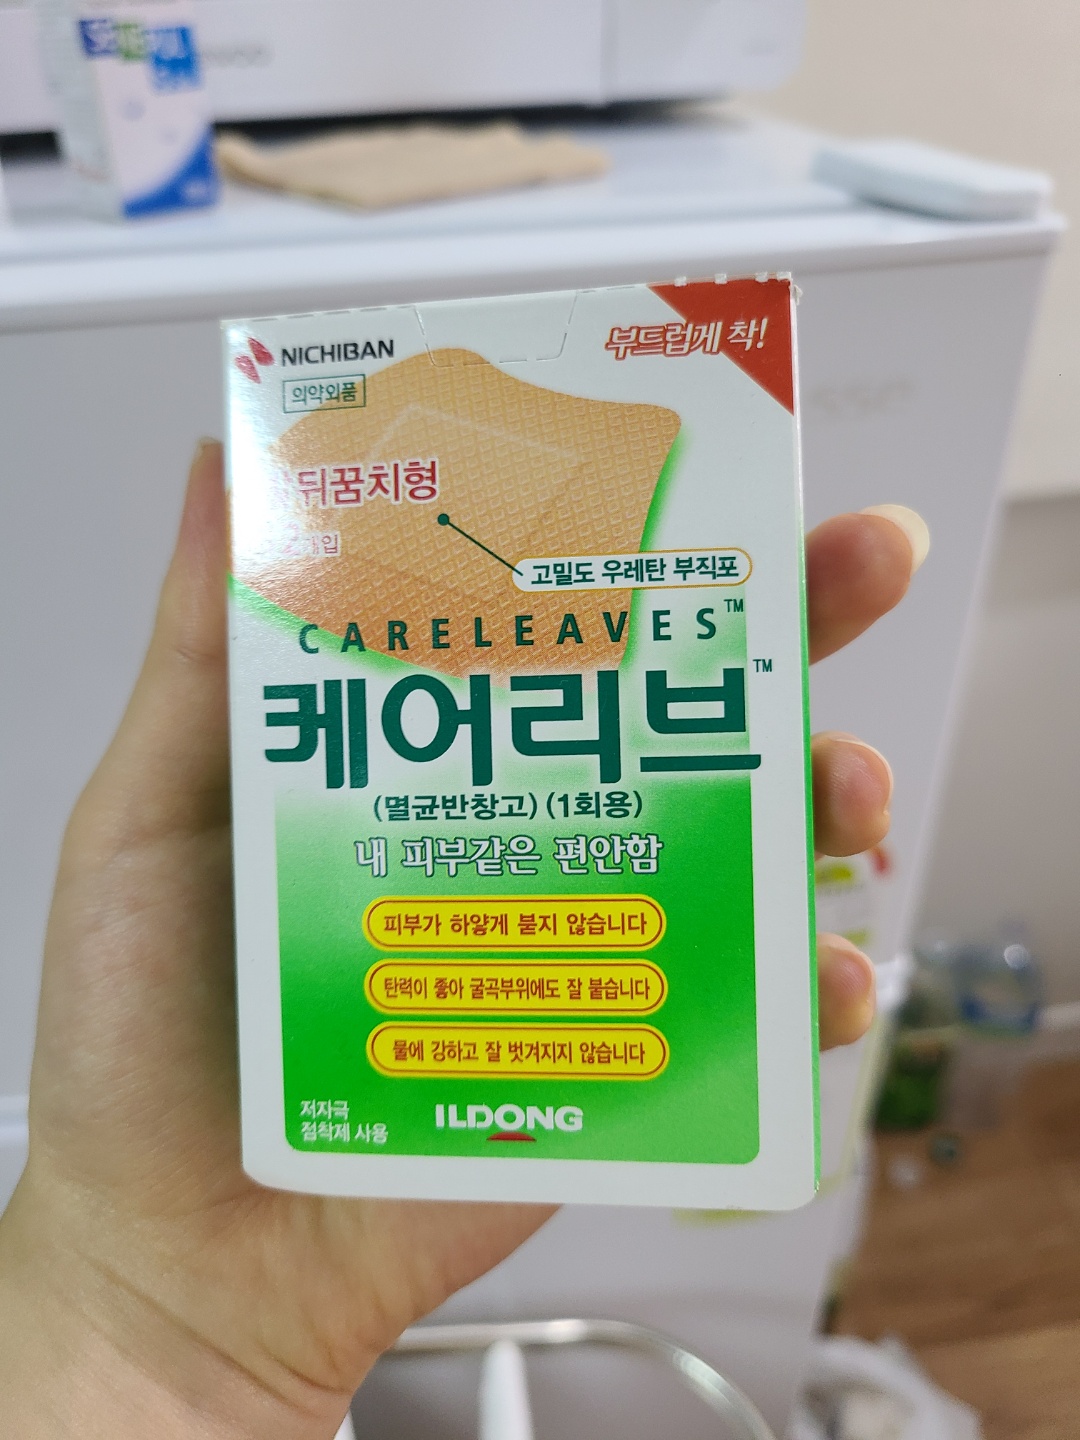 NICHIBAN
부드럽게 착!
의약외품
뒤꿈치형
개입
고밀도 우레탄 부직포
CARELEAVES™
케어리브™
(멸균반창고) (1회용)
내 피부같은 편안함
피부가 하얗게 붇지 않습니다
탄력이 좋아 굴곡부위에도 잘 붙습니다
물에 강하고 잘 벗겨지지 않습니다
저자극
점착제 사용
ILDONG